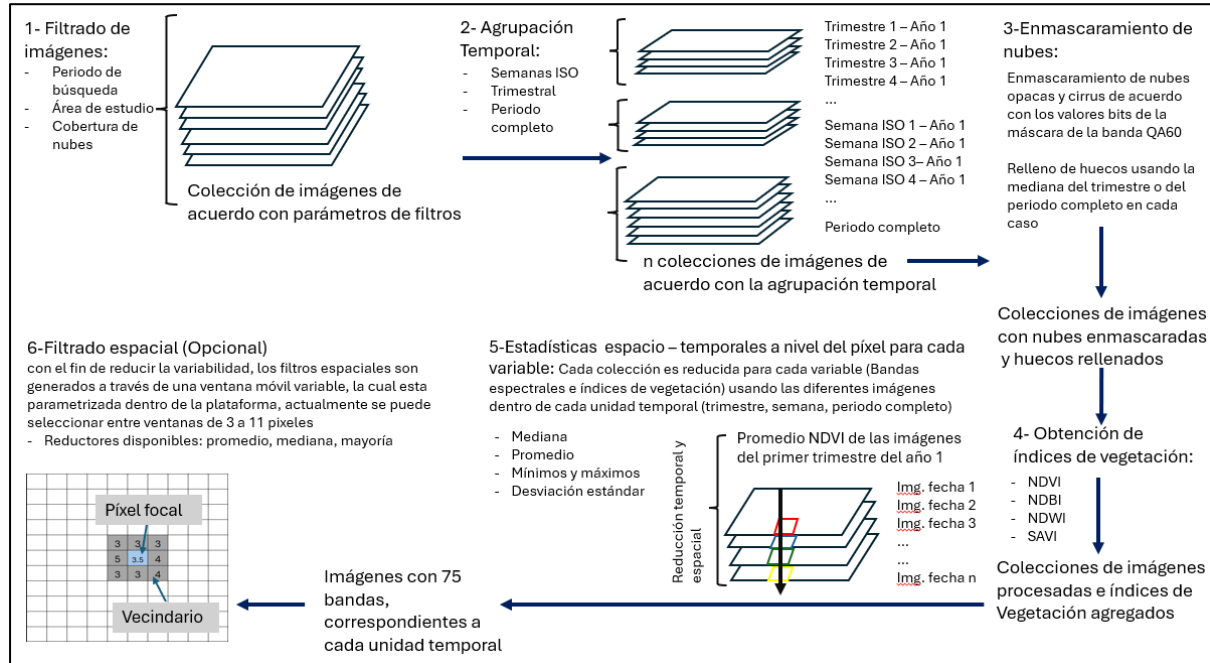 1- Filtrado de
imágenes:
- Periodo de
búsqueda
- Área de estudio
- Cobertura de
nubes
Colección de imágenes de
acuerdo con parámetros de filtros
2- Agrupación
Temporal:
- Semanas ISO
- Trimestral
- Periodo
completo
Trimestre 1 – Año 1
Trimestre 2 – Año 1
Trimestre 3 – Año 1
Trimestre 4 – Año 1
...
Semana ISO 1 – Año 1
Semana ISO 2 – Año 1
Semana ISO 3– Año 1
Semana ISO 4 – Año 1
...
Periodo completo
n colecciones de imágenes de
acuerdo con la agrupación temporal
3-Enmascaramiento de
nubes:
Enmascaramiento de nubes
opacas y cirrus de acuerdo
con los valores bits de la
máscara de la banda QA60
Relleno de huecos usando la
mediana del trimestre o del
periodo completo en cada
caso
Colecciones de imágenes
con nubes enmascaradas
y huecos rellenados
4- Obtención de
índices de vegetación:
- NDVI
- NDBI
- NDWI
- SAVI
Colecciones de imágenes
procesadas e índices de
Vegetación agregados
5-Estadísticas espacio – temporales a nivel del píxel para cada
variable: Cada colección es reducida para cada variable (Bandas
espectrales e índices de vegetación) usando las diferentes imágenes
dentro de cada unidad temporal (trimestre, semana, periodo completo)
- Mediana
- Promedio
- Mínimos y máximos
- Desviación estándar
Reducción temporal y
espacial
Promedio NDVI de las imágenes
del primer trimestre del año 1
Img. fecha 1
Img. fecha 2
Img. fecha 3
...
...
Img. fecha n
Imágenes con 75
bandas,
correspondientes a
cada unidad temporal
6-Filtrado espacial (Opcional)
con el fin de reducir la variabilidad, los filtros espaciales son
generados a través de una ventana móvil variable, la cual esta
parametrizada dentro de la plataforma, actualmente se puede
seleccionar entre ventanas de 3 a 11 pixeles
- Reductores disponibles: promedio, mediana, mayoría
Píxel focal
3 3 3
5 3.5 4
3 3 4
Vecindario